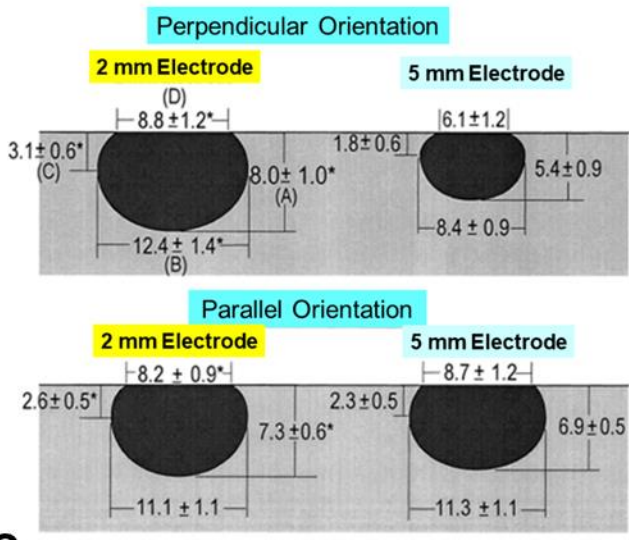 Perpendicular Orientation
2 mm Electrode
5 mm Electrode
(D)
8.8 ±1.2*
6.1±1.2
3.1± 0.6*
(C)
8.0± 1.0*
(A)
1.8±0.6
5.4±0.9
12.4± 1.4*
(B)
8.4 ± 0.9
Parallel Orientation
2 mm Electrode
5 mm Electrode
8.2 ± 0.9*
8.7± 1.2
2.6±0.5*
7.3±0.6*
2.3±0.5
6.9±0.5
11.1 ±1.1
11.3 ±1.1